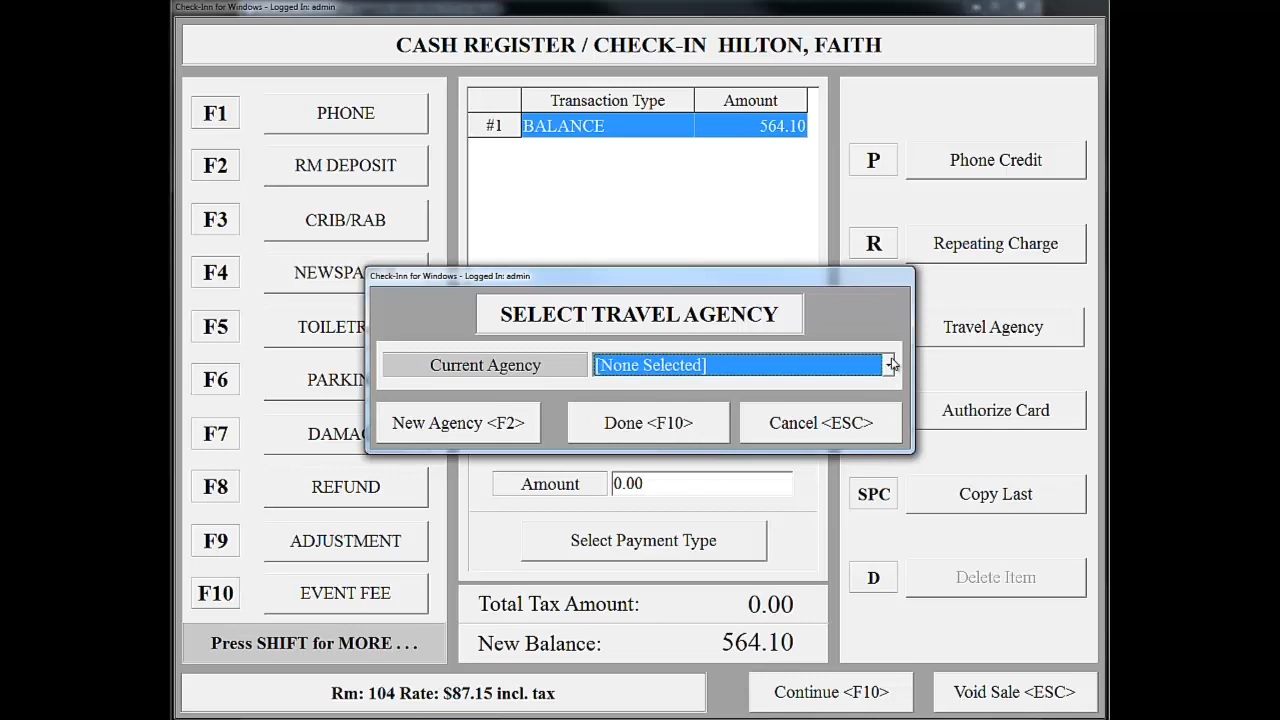 Check-Inn for Windows - Logged In: admin
CASH REGISTER / CHECK-IN HILTON, FAITH
F1 PHONE
F2 RM DEPOSIT
F3 CRIB/RAB
F4 NEWSPA
F5 TOILETR
F6 PARKIN
F7 DAMAG
F8 REFUND
F9 ADJUSTMENT
F10 EVENT FEE
Press SHIFT for MORE . . .
Transaction Type Amount
#1 BALANCE 564.10
P Phone Credit
R Repeating Charge
Travel Agency
Authorize Card
SPC Copy Last
D Delete Item
Check-Inn for Windows - Logged In: admin
SELECT TRAVEL AGENCY
Current Agency [None Selected]
New Agency <F2> Done <F10> Cancel <ESC>
Amount 0.00
Select Payment Type
Total Tax Amount: 0.00
New Balance: 564.10
Rm: 104 Rate: $87.15 incl. tax
Continue <F10> Void Sale <ESC>